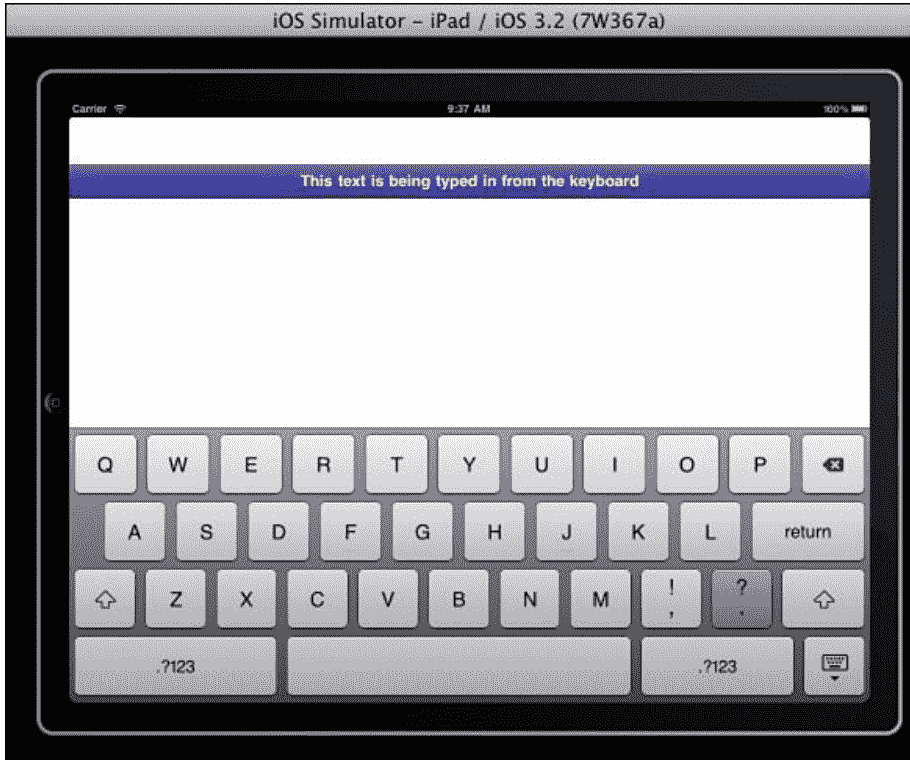 iOS Simulator – iPad / iOS 3.2 (7W367a)
Carrier 9:37 AM 100%
This text is being typed in from the keyboard
Q W E R T Y U I O P
A S D F G H J K L return
Z X C V B N M ! , ? .
.?123 .?123